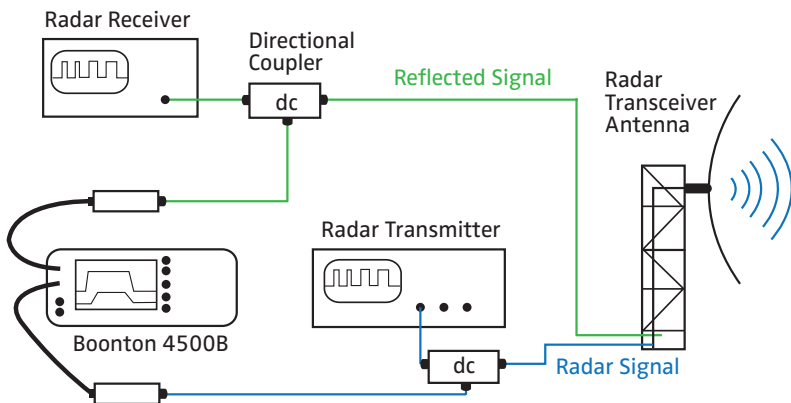 Radar Receiver
Directional
Coupler
dc
Reflected Signal
Radar
Transceiver
Antenna
Radar Transmitter
Boonton 4500B
dc
Radar Signal